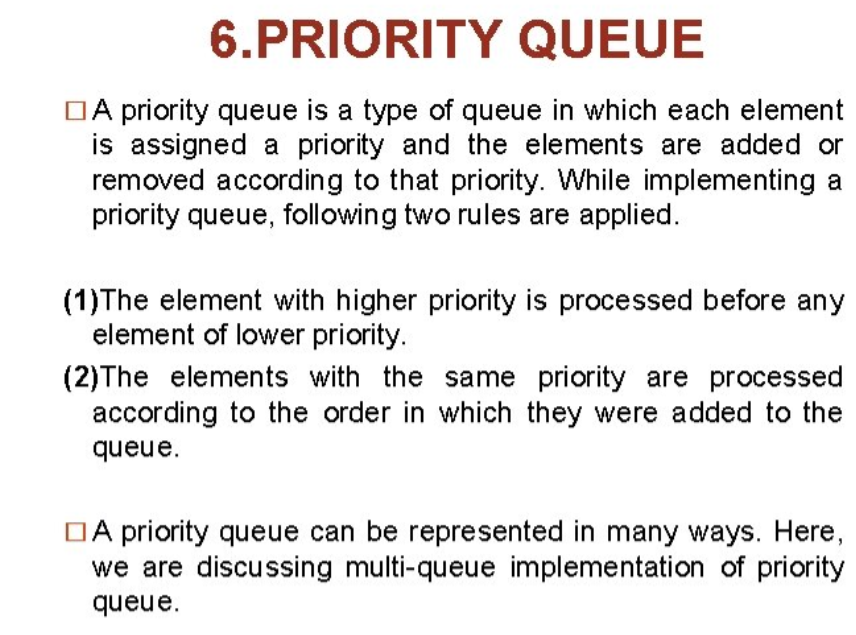 6.PRIORITY QUEUE
A priority queue is a type of queue in which each element
is assigned a priority and the elements are added or
removed according to that priority. While implementing a
priority queue, following two rules are applied.
(1)The element with higher priority is processed before any
element of lower priority.
(2)The elements with the same priority are processed
according to the order in which they were added to the
queue.
A priority queue can be represented in many ways. Here,
we are discussing multi-queue implementation of priority
queue.